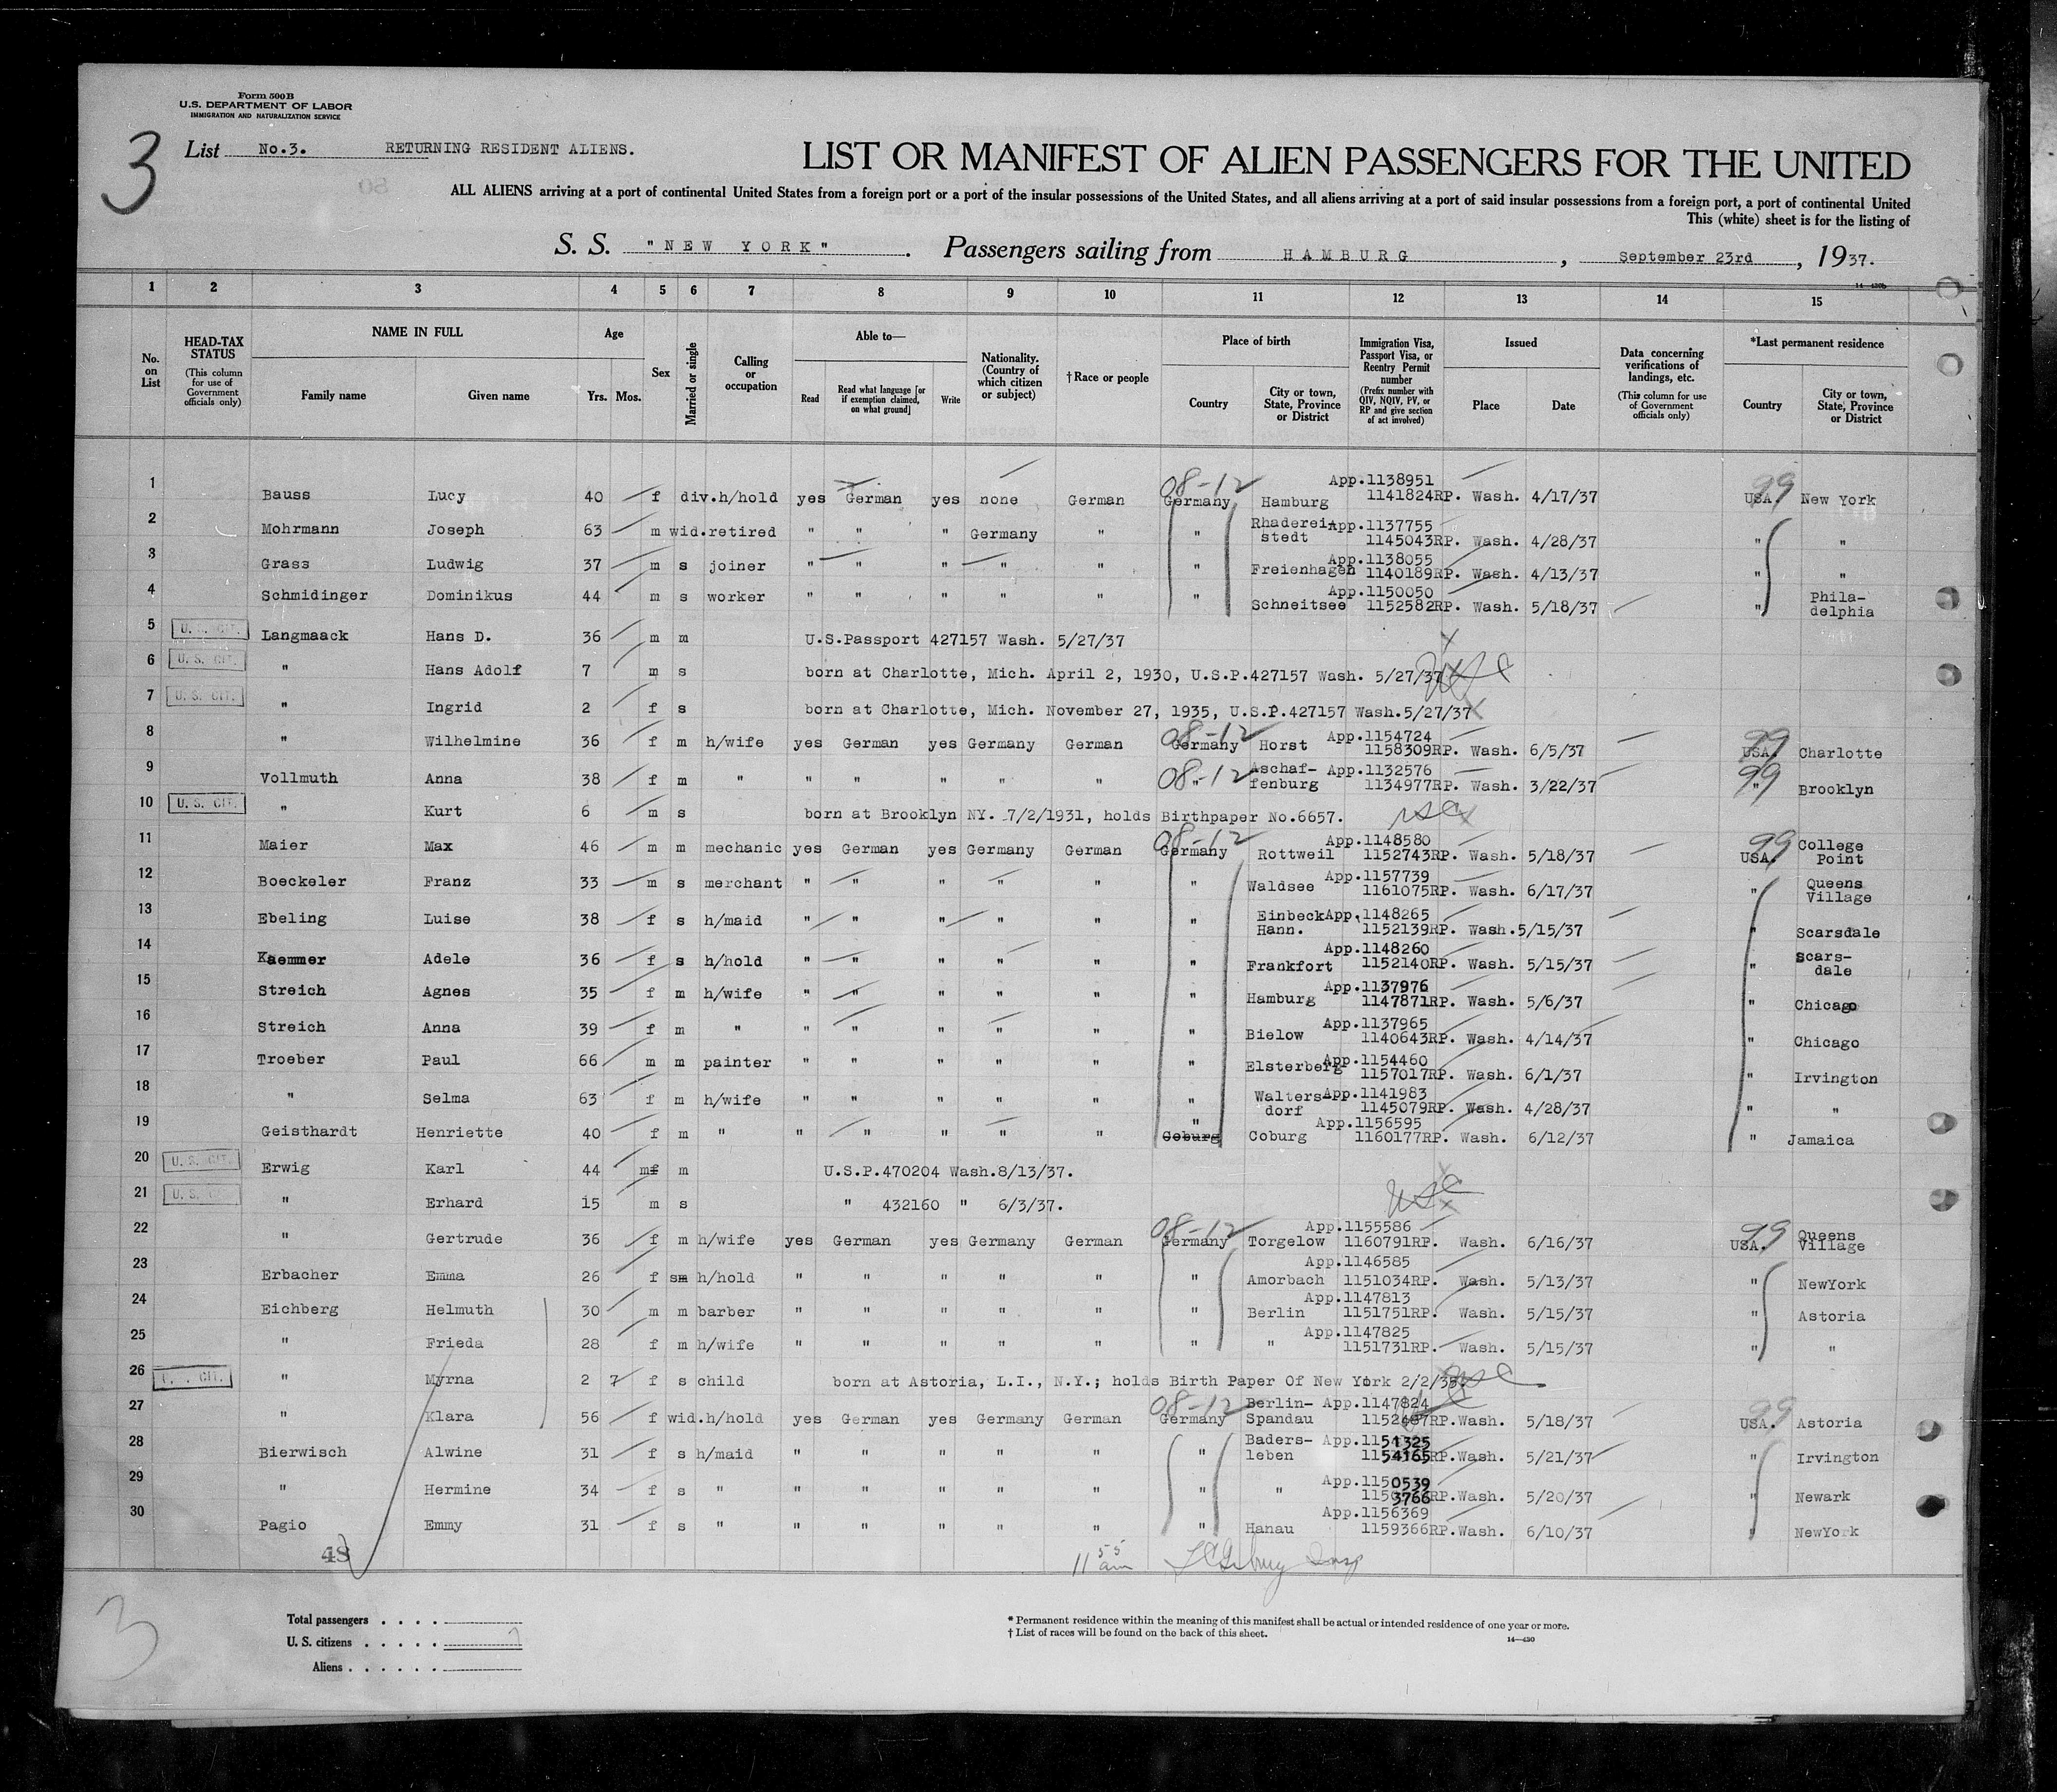 Form 500B
U.S. DEPARTMENT OF LABOR
IMMIGRATION AND NATURALIZATION SERVICE
3
List No.3. RETURNING RESIDENT ALIENS.
LIST OR MANIFEST OF ALIEN PASSENGERS FOR THE UNITED
ALL ALIENS arriving at a port of continental United States from a foreign port or a port of the insular possessions of the United States, and all aliens arriving at a port of said insular possessions from a foreign port, a port of continental United
This (white) sheet is for the listing of
S. S. "NEW YORK". Passengers sailing from HAMBURG, September 23rd, 1937.
14—430b
1 2 3 4 5 6 7 8 9 10 11 12 13 14 15
No. on List
HEAD-TAX STATUS (This column for use of Government officials only)
NAME IN FULL Family name Given name
Age Yrs. Mos.
Sex
Married or single
Calling or occupation
Able to— Read Read what language [or if exemption claimed, on what ground] Write
Nationality. (Country of which citizen or subject)
†Race or people
Place of birth Country City or town, State, Province or District
Immigration Visa, Passport Visa, or Reentry Permit number (Prefix number with QIV, NQIV, PV, or RP and give section of act involved)
Issued Place Date
Data concerning verifications of landings, etc. (This column for use of Government officials only)
*Last permanent residence Country City or town, State, Province or District
1 Bauss Lucy 40 f div. h/hold yes German yes none German 08-12 Germany Hamburg App.1138951 1141824RP. Wash. 4/17/37 99 USA. New York
2 Mohrmann Joseph 63 m wid. retired " " " Germany " " Rhaderei-stedt App.1137755 1145043RP. Wash. 4/28/37 " "
3 Grass Ludwig 37 m s joiner " " " " " " Freienhagen App.1138055 1140189RP. Wash. 4/13/37 " "
4 Schmidinger Dominikus 44 m s worker " " " " " " Schneitsee App.1150050 1152582RP. Wash. 5/18/37 " Phila-delphia
5 U. S. CIT. Langmaack Hans D. 36 m m U.S.Passport 427157 Wash. 5/27/37
6 U. S. CIT. " Hans Adolf 7 m s born at Charlotte, Mich. April 2, 1930, U.S.P.427157 Wash. 5/27/37
7 U. S. CIT. " Ingrid 2 f s born at Charlotte, Mich. November 27, 1935, U.S.P.427157 Wash.5/27/37
8 " Wilhelmine 36 f m h/wife yes German yes Germany German 08-12 Germany Horst App.1154724 1158309RP. Wash. 6/5/37 99 USA. Charlotte
9 Vollmuth Anna 38 f m " " " " " " 08-12 " Aschaf-fenburg App.1132576 1134977RP. Wash. 3/22/37 99 " Brooklyn
10 U. S. CIT. " Kurt 6 m s born at Brooklyn NY. 7/2/1931, holds Birthpaper No.6657. usc
11 Maier Max 46 m m mechanic yes German yes Germany German 08-12 Germany Rottweil App.1148580 1152743RP. Wash. 5/18/37 99 USA. College Point
12 Boeckeler Franz 33 m s merchant " " " " " " Waldsee App.1157739 1161075RP. Wash. 6/17/37 " Queens Village
13 Ebeling Luise 38 f s h/maid " " " " " " Einbeck Hann. App.1148265 1152139RP. Wash. 5/15/37 " Scarsdale
14 Kaemmer Adele 36 f s h/hold " " " " " " Frankfort App.1148260 1152140RP. Wash. 5/15/37 " Scars-dale
15 Streich Agnes 35 f m h/wife " " " " " " Hamburg App.1137976 1147871RP. Wash. 5/6/37 " Chicago
16 Streich Anna 39 f m " " " " " " " Bielow App.1137965 1140643RP. Wash. 4/14/37 " Chicago
17 Troeber Paul 66 m m painter " " " " " " Elsterberg App.1154460 1157017RP. Wash. 6/1/37 " Irvington
18 " Selma 63 f m h/wife " " " " " " Walters-dorf App.1141983 1145079RP. Wash. 4/28/37 " "
19 Geisthardt Henriette 40 f m " " " " " " " Coburg Coburg App.1156595 1160177RP. Wash. 6/12/37 " Jamaica
20 U. S. CIT. Erwig Karl 44 mf m U.S.P.470204 Wash.8/13/37.
21 U. S. CIT. " Erhard 15 m s " 432160 " 6/3/37. usc
22 " Gertrude 36 f m h/wife yes German yes Germany German 08-12 Germany Torgelow App.1155586 1160791RP. Wash. 6/16/37 99 USA. Queens Village
23 Erbacher Emma 26 f sm h/hold " " " " " " Amorbach App.1146585 1151034RP. Wash. 5/13/37 " NewYork
24 Eichberg Helmuth 30 m m barber " " " " " " Berlin App.1147813 1151751RP. Wash. 5/15/37 " Astoria
25 " Frieda 28 f m h/wife " " " " " " " App.1147825 1151731RP. Wash. 5/15/37 " "
26 CIT. " Myrna 2 7 f s child born at Astoria, L.I., N.Y.; holds Birth Paper Of New York 2/2/35. usc
27 " Klara 56 f wid. h/hold yes German yes Germany German 08-12 Germany Berlin-Spandau App.1147824 RP.Wash. 5/18/37 99 USA. Astoria
28 Bierwisch Alwine 31 f s h/maid " " " " " " Baders-leben App.1151325 1154165RP.Wash. 5/21/37 " Irvington
29 " Hermine 34 f s " " " " " " " " App.1150539 1153766RP.Wash. 5/20/37 " Newark
30 Pagio Emmy 31 f s " " " " " " " Hanau App.1156369 1159366RP.Wash. 6/10/37 " NewYork
48
11 55 am Insp
3
Total passengers . . . .
U. S. citizens . . . . . 7
Aliens . . . . . .
* Permanent residence within the meaning of this manifest shall be actual or intended residence of one year or more.
† List of races will be found on the back of this sheet.
14—430